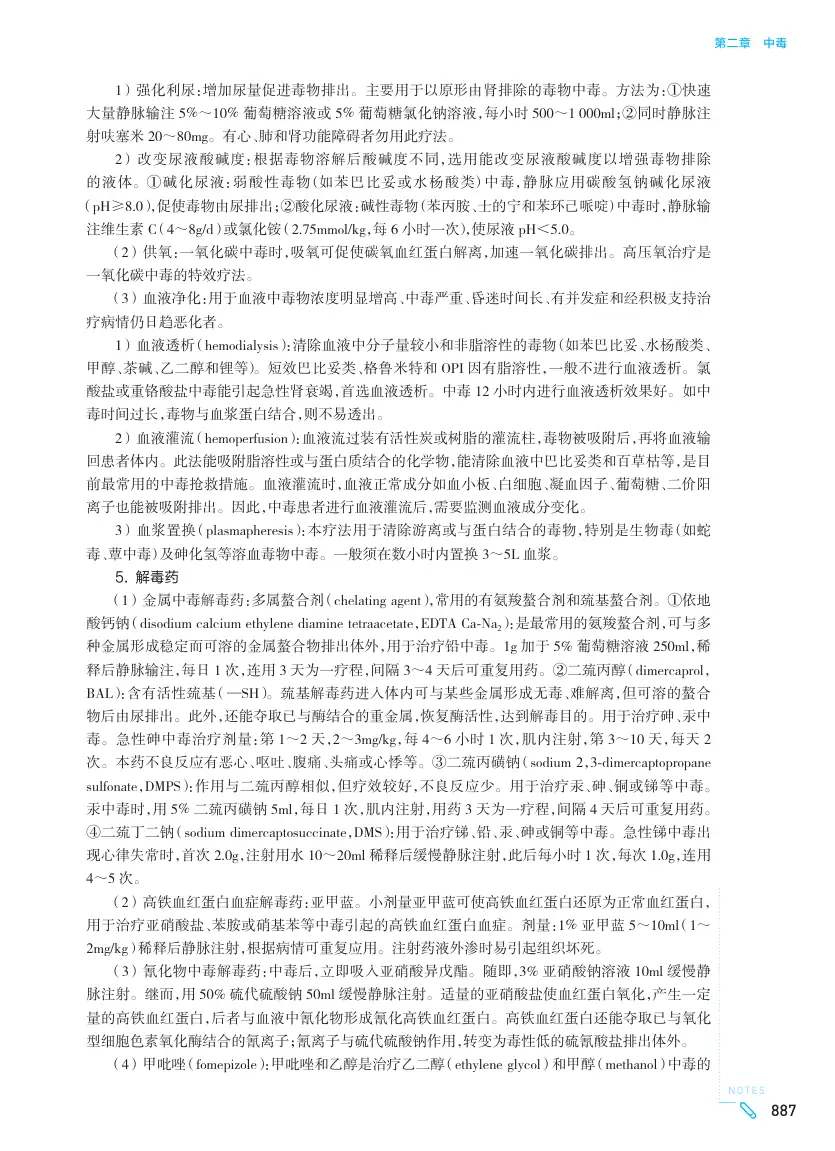 第二章　中毒
1）强化利尿：增加尿量促进毒物排出。主要用于以原形由肾排除的毒物中毒。方法为：①快速
大量静脉输注 5%～10% 葡萄糖溶液或 5% 葡萄糖氯化钠溶液，每小时 500～1 000ml；②同时静脉注
射呋塞米 20～80mg。有心、肺和肾功能障碍者勿用此疗法。
2）改变尿液酸碱度：根据毒物溶解后酸碱度不同，选用能改变尿液酸碱度以增强毒物排除
的液体。①碱化尿液：弱酸性毒物（如苯巴比妥或水杨酸类）中毒，静脉应用碳酸氢钠碱化尿液
（pH≥8.0），促使毒物由尿排出；②酸化尿液：碱性毒物（苯丙胺、士的宁和苯环己哌啶）中毒时，静脉输
注维生素 C（4～8g/d）或氯化铵（2.75mmol/kg，每 6 小时一次），使尿液 pH＜5.0。
（2）供氧：一氧化碳中毒时，吸氧可促使碳氧血红蛋白解离，加速一氧化碳排出。高压氧治疗是
一氧化碳中毒的特效疗法。
（3）血液净化：用于血液中毒物浓度明显增高、中毒严重、昏迷时间长、有并发症和经积极支持治
疗病情仍日趋恶化者。
1）血液透析（hemodialysis）：清除血液中分子量较小和非脂溶性的毒物（如苯巴比妥、水杨酸类、
甲醇、茶碱、乙二醇和锂等）。短效巴比妥类、格鲁米特和 OPI 因有脂溶性，一般不进行血液透析。氯
酸盐或重铬酸盐中毒能引起急性肾衰竭，首选血液透析。中毒 12 小时内进行血液透析效果好。如中
毒时间过长，毒物与血浆蛋白结合，则不易透出。
2）血液灌流（hemoperfusion）：血液流过装有活性炭或树脂的灌流柱，毒物被吸附后，再将血液输
回患者体内。此法能吸附脂溶性或与蛋白质结合的化学物，能清除血液中巴比妥类和百草枯等，是目
前最常用的中毒抢救措施。血液灌流时，血液正常成分如血小板、白细胞、凝血因子、葡萄糖、二价阳
离子也能被吸附排出。因此，中毒患者进行血液灌流后，需要监测血液成分变化。
3）血浆置换（plasmapheresis）：本疗法用于清除游离或与蛋白结合的毒物，特别是生物毒（如蛇
毒、蕈中毒）及砷化氢等溶血毒物中毒。一般须在数小时内置换 3～5L 血浆。
5. 解毒药
（1）金属中毒解毒药：多属螯合剂（chelating agent），常用的有氨羧螯合剂和巯基螯合剂。①依地
酸钙钠（disodium calcium ethylene diamine tetraacetate，EDTA Ca-Na₂）：是最常用的氨羧螯合剂，可与多
种金属形成稳定而可溶的金属螯合物排出体外，用于治疗铅中毒。1g 加于 5% 葡萄糖溶液 250ml，稀
释后静脉输注，每日 1 次，连用 3 天为一疗程，间隔 3～4 天后可重复用药。②二巯丙醇（dimercaprol，
BAL）：含有活性巯基（—SH）。巯基解毒药进入体内可与某些金属形成无毒、难解离，但可溶的螯合
物后由尿排出。此外，还能夺取已与酶结合的重金属，恢复酶活性，达到解毒目的。用于治疗砷、汞中
毒。急性砷中毒治疗剂量：第 1～2 天，2～3mg/kg，每 4～6 小时 1 次，肌内注射，第 3～10 天，每天 2
次。本药不良反应有恶心、呕吐、腹痛、头痛或心悸等。③二巯丙磺钠（sodium 2，3-dimercaptopropane
sulfonate，DMPS）：作用与二巯丙醇相似，但疗效较好，不良反应少。用于治疗汞、砷、铜或锑等中毒。
汞中毒时，用 5% 二巯丙磺钠 5ml，每日 1 次，肌内注射，用药 3 天为一疗程，间隔 4 天后可重复用药。
④二巯丁二钠（sodium dimercaptosuccinate，DMS）：用于治疗锑、铅、汞、砷或铜等中毒。急性锑中毒出
现心律失常时，首次 2.0g，注射用水 10～20ml 稀释后缓慢静脉注射，此后每小时 1 次，每次 1.0g，连用
4～5 次。
（2）高铁血红蛋白血症解毒药：亚甲蓝。小剂量亚甲蓝可使高铁血红蛋白还原为正常血红蛋白，
用于治疗亚硝酸盐、苯胺或硝基苯等中毒引起的高铁血红蛋白血症。剂量：1% 亚甲蓝 5～10ml（1～
2mg/kg）稀释后静脉注射，根据病情可重复应用。注射药液外渗时易引起组织坏死。
（3）氰化物中毒解毒药：中毒后，立即吸入亚硝酸异戊酯。随即，3% 亚硝酸钠溶液 10ml 缓慢静
脉注射。继而，用 50% 硫代硫酸钠 50ml 缓慢静脉注射。适量的亚硝酸盐使血红蛋白氧化，产生一定
量的高铁血红蛋白，后者与血液中氰化物形成氰化高铁血红蛋白。高铁血红蛋白还能夺取已与氧化
型细胞色素氧化酶结合的氰离子；氰离子与硫代硫酸钠作用，转变为毒性低的硫氰酸盐排出体外。
（4）甲吡唑（fomepizole）：甲吡唑和乙醇是治疗乙二醇（ethylene glycol）和甲醇（methanol）中毒的
NOTES
887